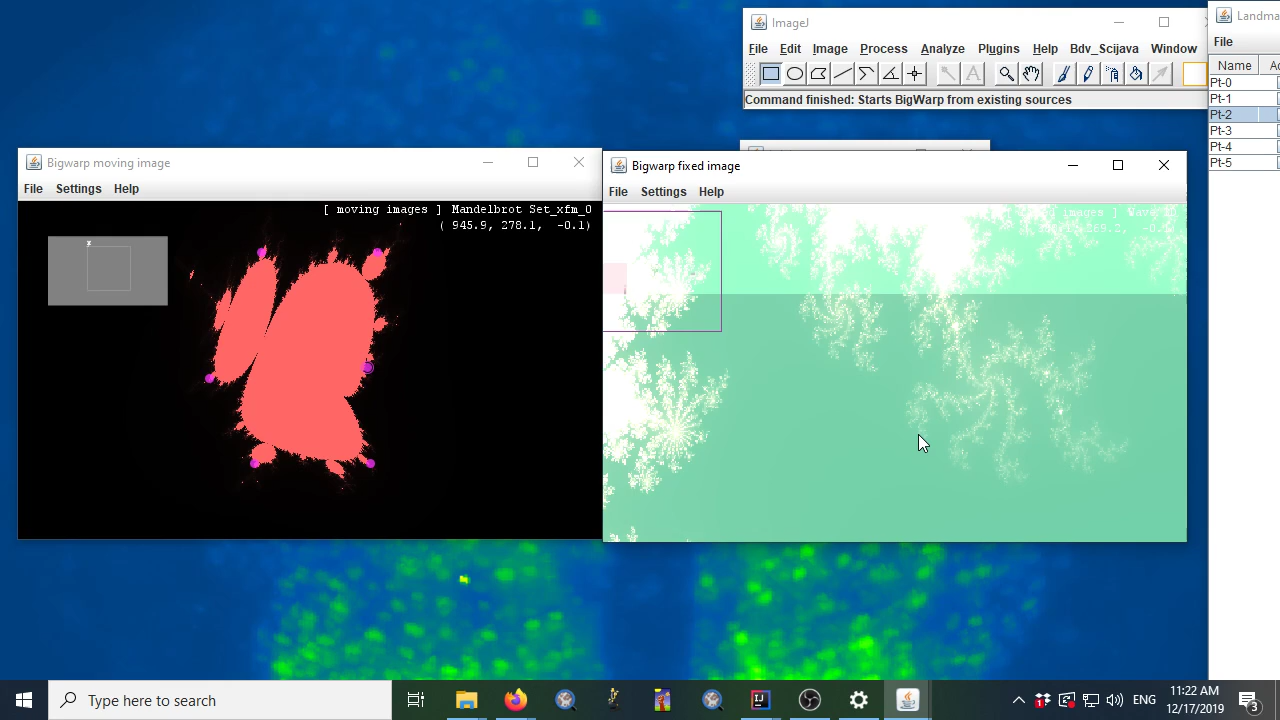 ImageJ
File Edit Image Process Analyze Plugins Help Bdv_Scijava Window
Command finished: Starts BigWarp from existing sources
Landma
File
Name
Pt-0
Pt-1
Pt-2
Pt-3
Pt-4
Pt-5
Bigwarp moving image
File Settings Help
[ moving images ] Mandelbrot Set_xfm_0
( 945.9, 278.1, -0.1)
Bigwarp fixed image
File Settings Help
Type here to search
ENG
11:22 AM
12/17/2019
1
3